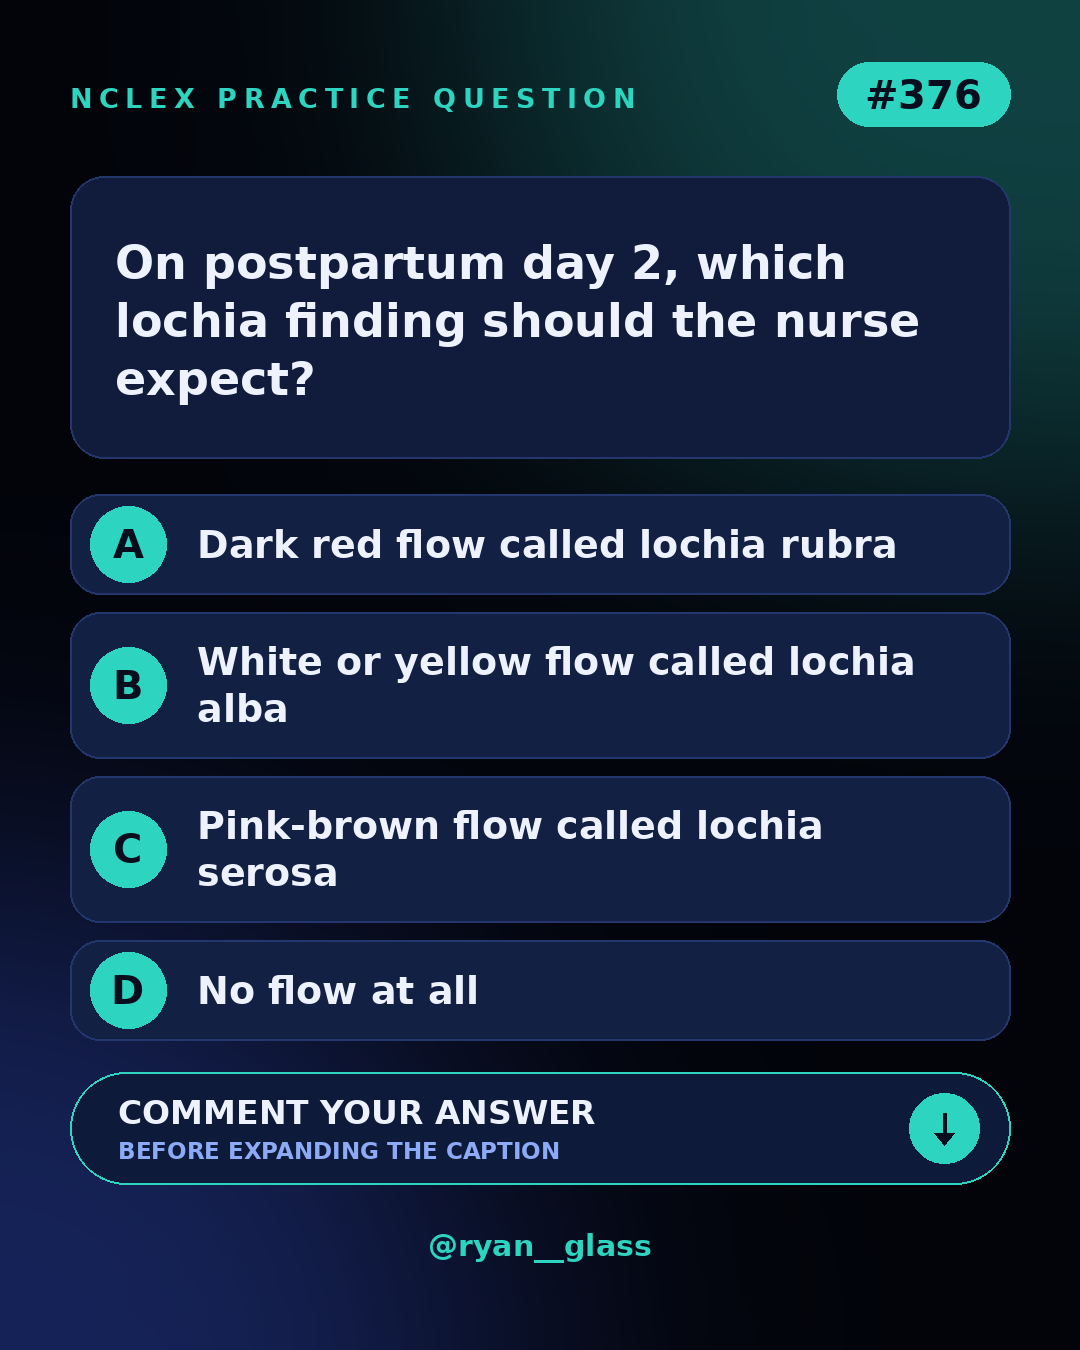 NCLEX PRACTICE QUESTION
#376
On postpartum day 2, which
lochia finding should the nurse
expect?
A
Dark red flow called lochia rubra
B
White or yellow flow called lochia
alba
C
Pink-brown flow called lochia
serosa
D
No flow at all
COMMENT YOUR ANSWER
BEFORE EXPANDING THE CAPTION
@ryan__glass